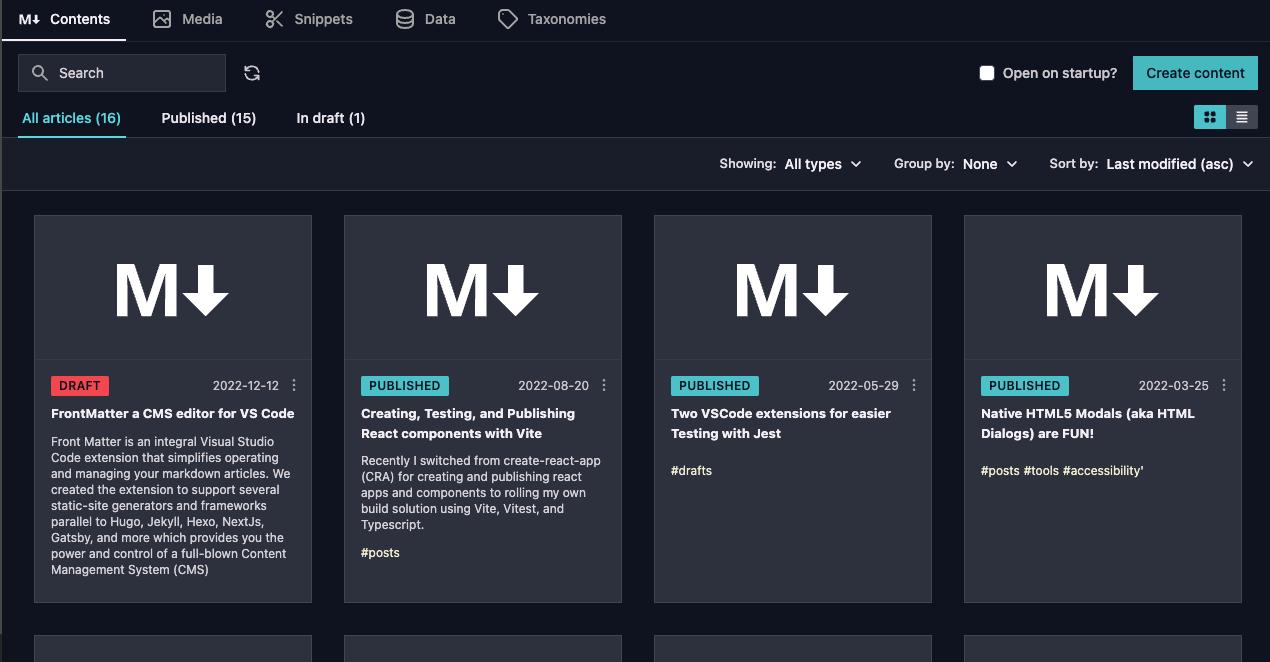 M↓ Contents Media Snippets Data Taxonomies
Search Open on startup? Create content
All articles (16) Published (15) In draft (1)
Showing: All types Group by: None Sort by: Last modified (asc)
M↓
DRAFT 2022-12-12
FrontMatter a CMS editor for VS Code
Front Matter is an integral Visual Studio
Code extension that simplifies operating
and managing your markdown articles. We
created the extension to support several
static-site generators and frameworks
parallel to Hugo, Jekyll, Hexo, NextJs,
Gatsby, and more which provides you the
power and control of a full-blown Content
Management System (CMS)
M↓
PUBLISHED 2022-08-20
Creating, Testing, and Publishing
React components with Vite
Recently I switched from create-react-app
(CRA) for creating and publishing react
apps and components to rolling my own
build solution using Vite, Vitest, and
Typescript.
#posts
M↓
PUBLISHED 2022-05-29
Two VSCode extensions for easier
Testing with Jest
#drafts
M↓
PUBLISHED 2022-03-25
Native HTML5 Modals (aka HTML
Dialogs) are FUN!
#posts #tools #accessibility'